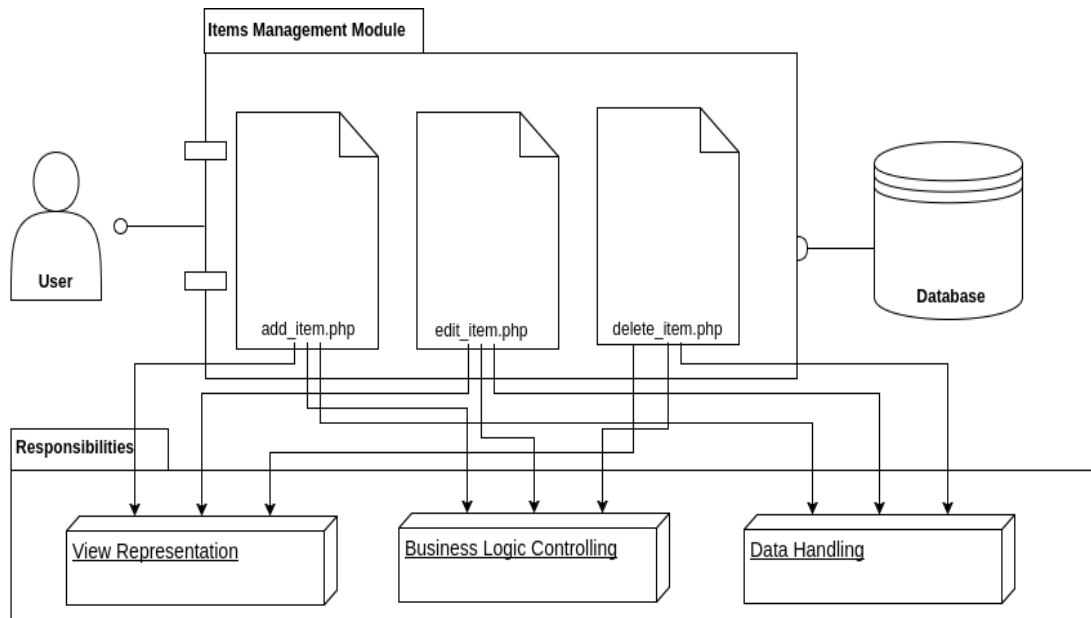 Items Management Module
User
add_item.php
edit_item.php
delete_item.php
Database
Responsibilities
View Representation
Business Logic Controlling
Data Handling